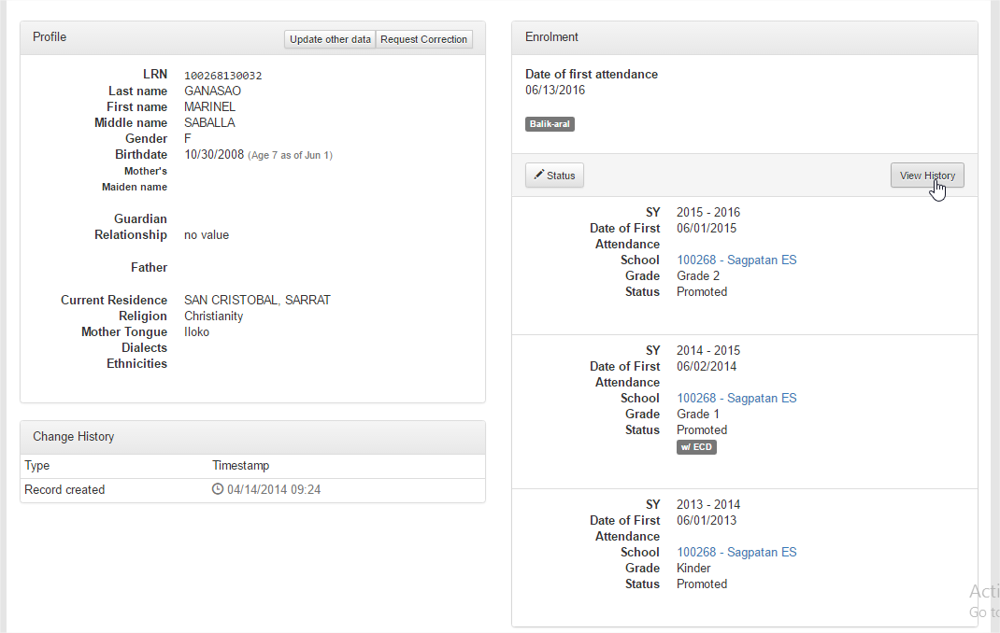 Profile
Update other data
Request Correction
LRN 100268130032
Last name GANASAO
First name MARINEL
Middle name SABALLA
Gender F
Birthdate 10/30/2008 (Age 7 as of Jun 1)
Mother's
Maiden name
Guardian
Relationship no value
Father
Current Residence SAN CRISTOBAL, SARRAT
Religion Christianity
Mother Tongue Iloko
Dialects
Ethnicities
Change History
Type Timestamp
Record created 04/14/2014 09:24
Enrolment
Date of first attendance
06/13/2016
Balik-aral
Status
View History
SY 2015 - 2016
Date of First 06/01/2015
Attendance
School 100268 - Sagpatan ES
Grade Grade 2
Status Promoted
SY 2014 - 2015
Date of First 06/02/2014
Attendance
School 100268 - Sagpatan ES
Grade Grade 1
Status Promoted
w/ ECD
SY 2013 - 2014
Date of First 06/01/2013
Attendance
School 100268 - Sagpatan ES
Grade Kinder
Status Promoted
Acti
Go to